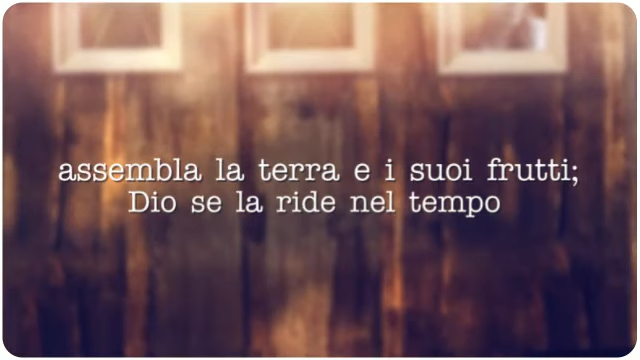 assembla la terra e i suoi frutti;
Dio se la ride nel tempo